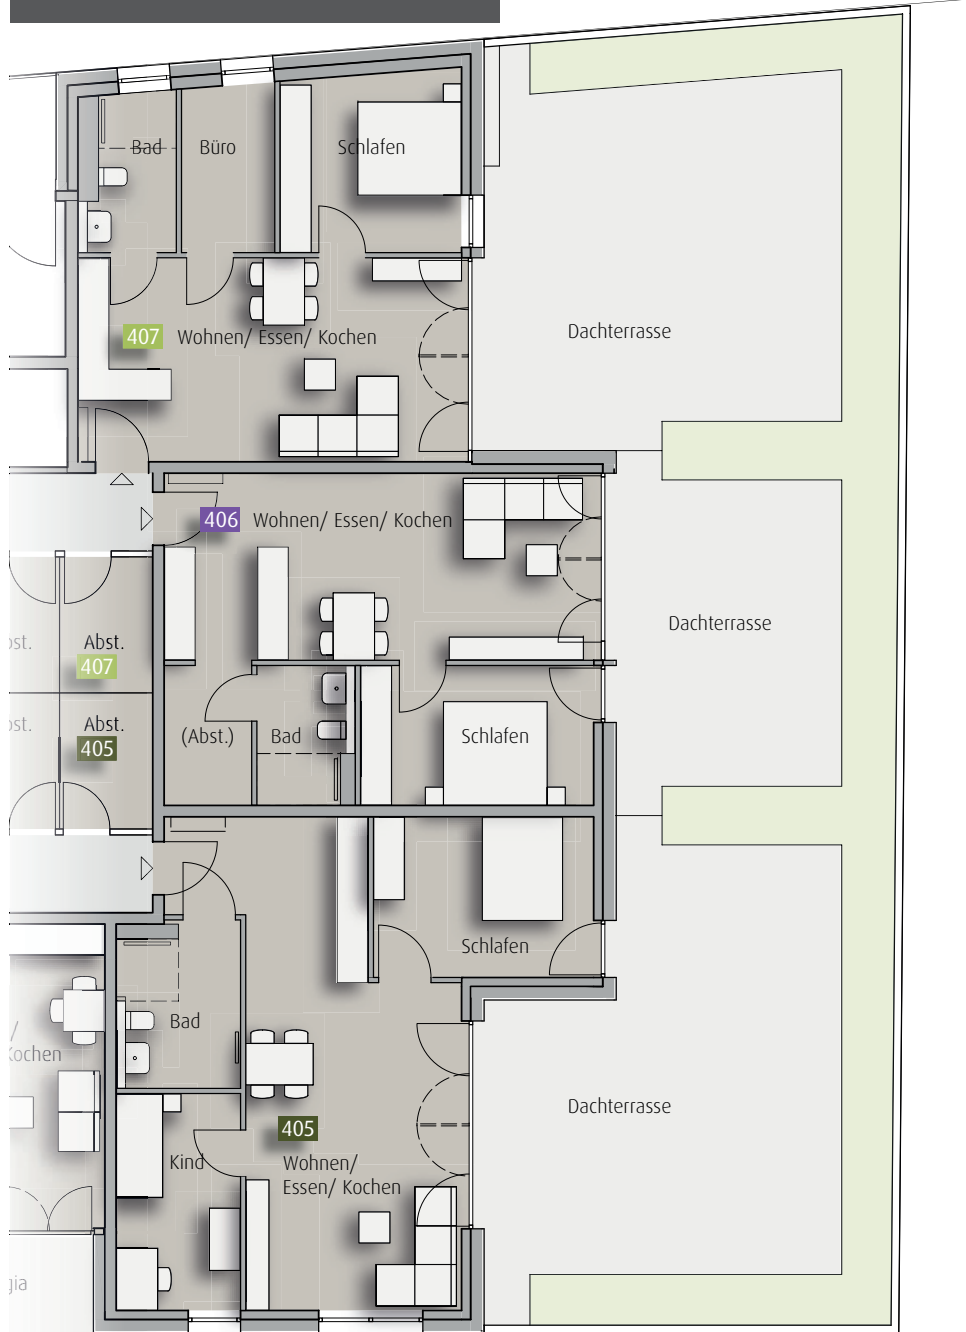 Bad
Büro
Schlafen
Dachterrasse
407 Wohnen/ Essen/ Kochen
406 Wohnen/ Essen/ Kochen
Dachterrasse
Abst.
407
Abst.
405
(Abst.)
Bad
Schlafen
Schlafen
Bad
Dachterrasse
405
Wohnen/
Essen/ Kochen
Kind
/
Kochen